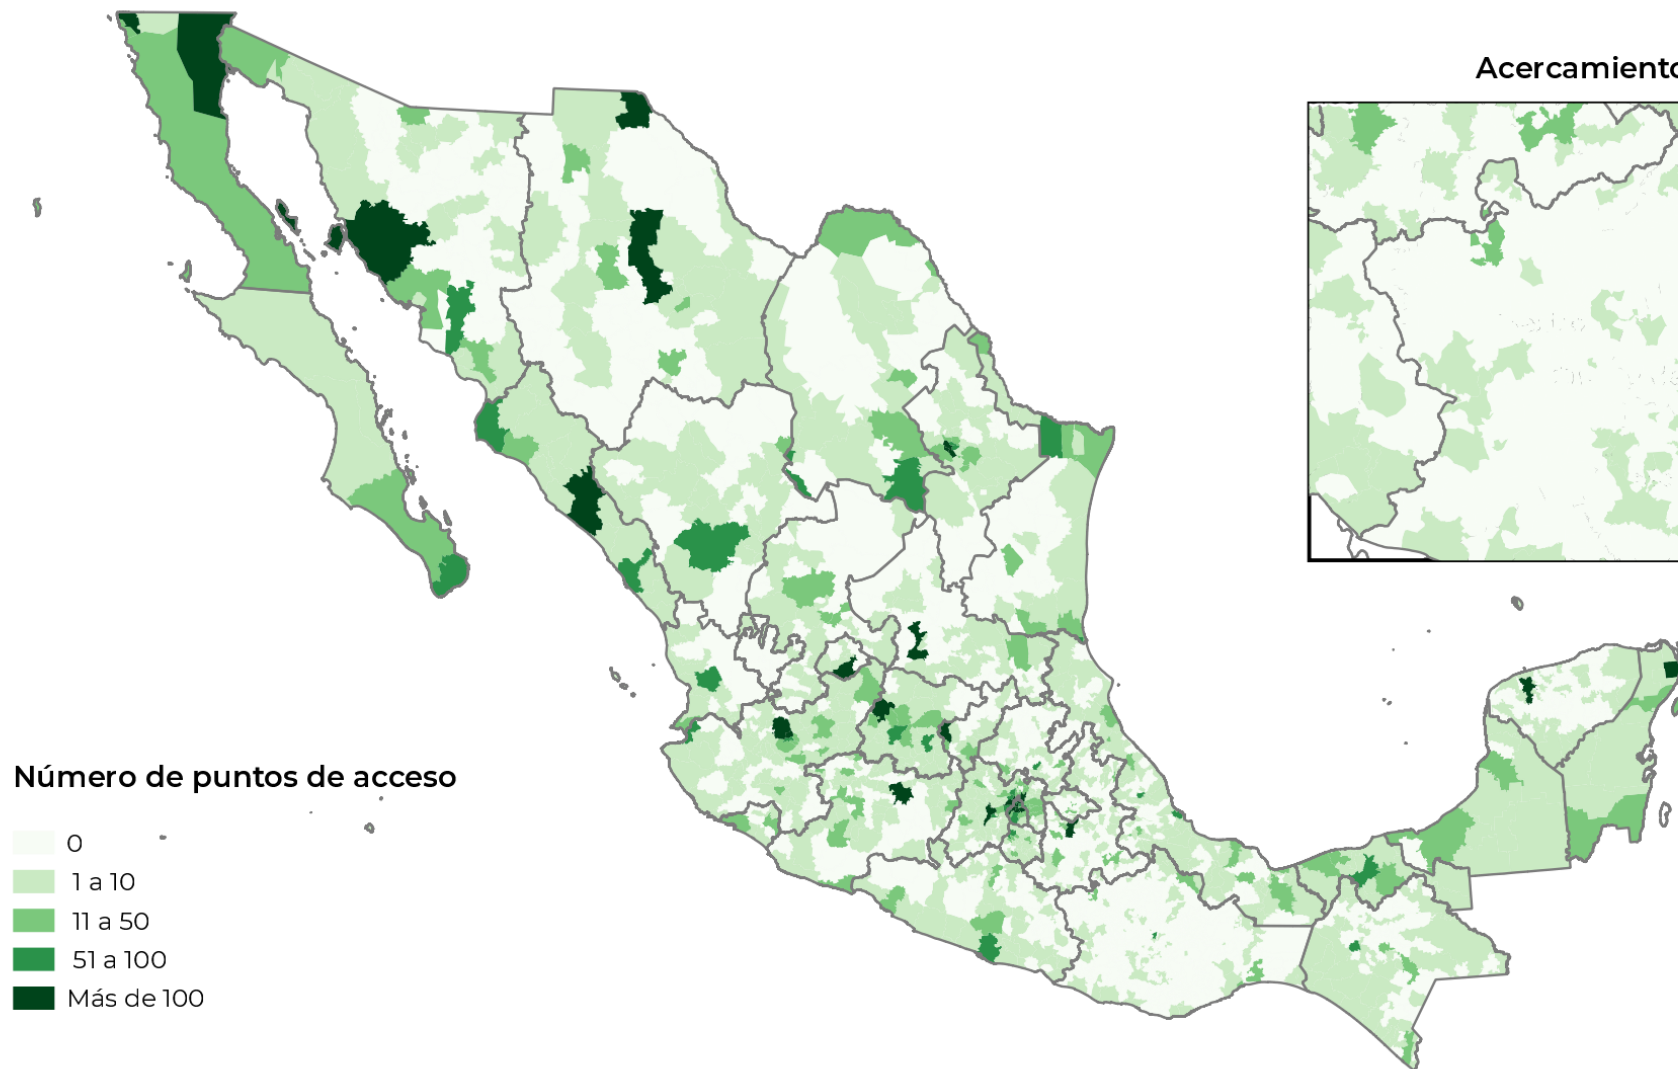 Acercamiento
Número de puntos de acceso
0
1 a 10
11 a 50
51 a 100
Más de 100